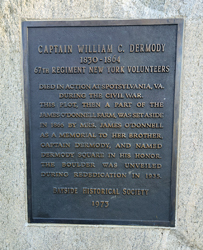 CAPTAIN WILLIAM C. DERMODY
1830 - 1864
67TH REGIMENT NEW YORK VOLUNTEERS
DIED IN ACTION AT SPOTSYLVANIA, VA.
DURING THE CIVIL WAR.
THIS PLOT, THEN A PART OF THE
JAMES O'DONNELL FARM, WAS SET ASIDE
IN 1866 BY MRS. JAMES O'DONNELL
AS A MEMORIAL TO HER BROTHER,
CAPTAIN DERMODY, AND NAMED
DERMODY SQUARE IN HIS HONOR.
THE BOULDER WAS UNVEILED
DURING REDEDICATION IN 1935.
BAYSIDE HISTORICAL SOCIETY
1973